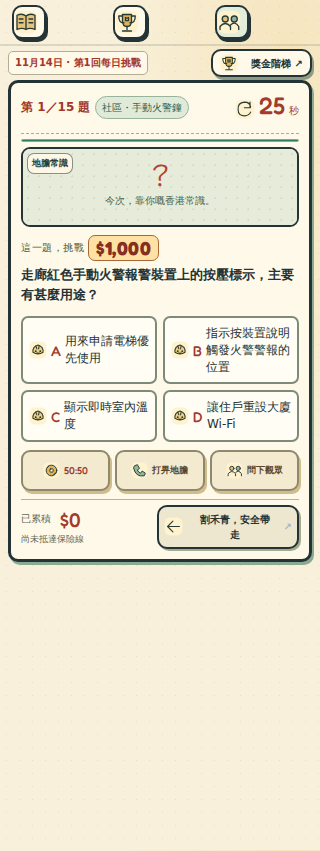 11月14日 · 第1回每日挑戰
獎金階梯 ↗
第 1／15 題
社區 · 手動火警鐘
25 秒
地膽常識
?
今次，靠你嘅香港常識。
這一題，挑戰 $1,000
走廊紅色手動火警報警裝置上的按壓標示，主要
有甚麼用途？
A 用來申請電梯優
先使用
B 指示按裝置說明
觸發火警警報的
位置
C 顯示即時室內溫
度
D 讓住戶重設大廈
Wi-Fi
50:50
打畀地膽
問下觀眾
已累積 $0
尚未抵達保險線
割禾青，安全帶
走
↗